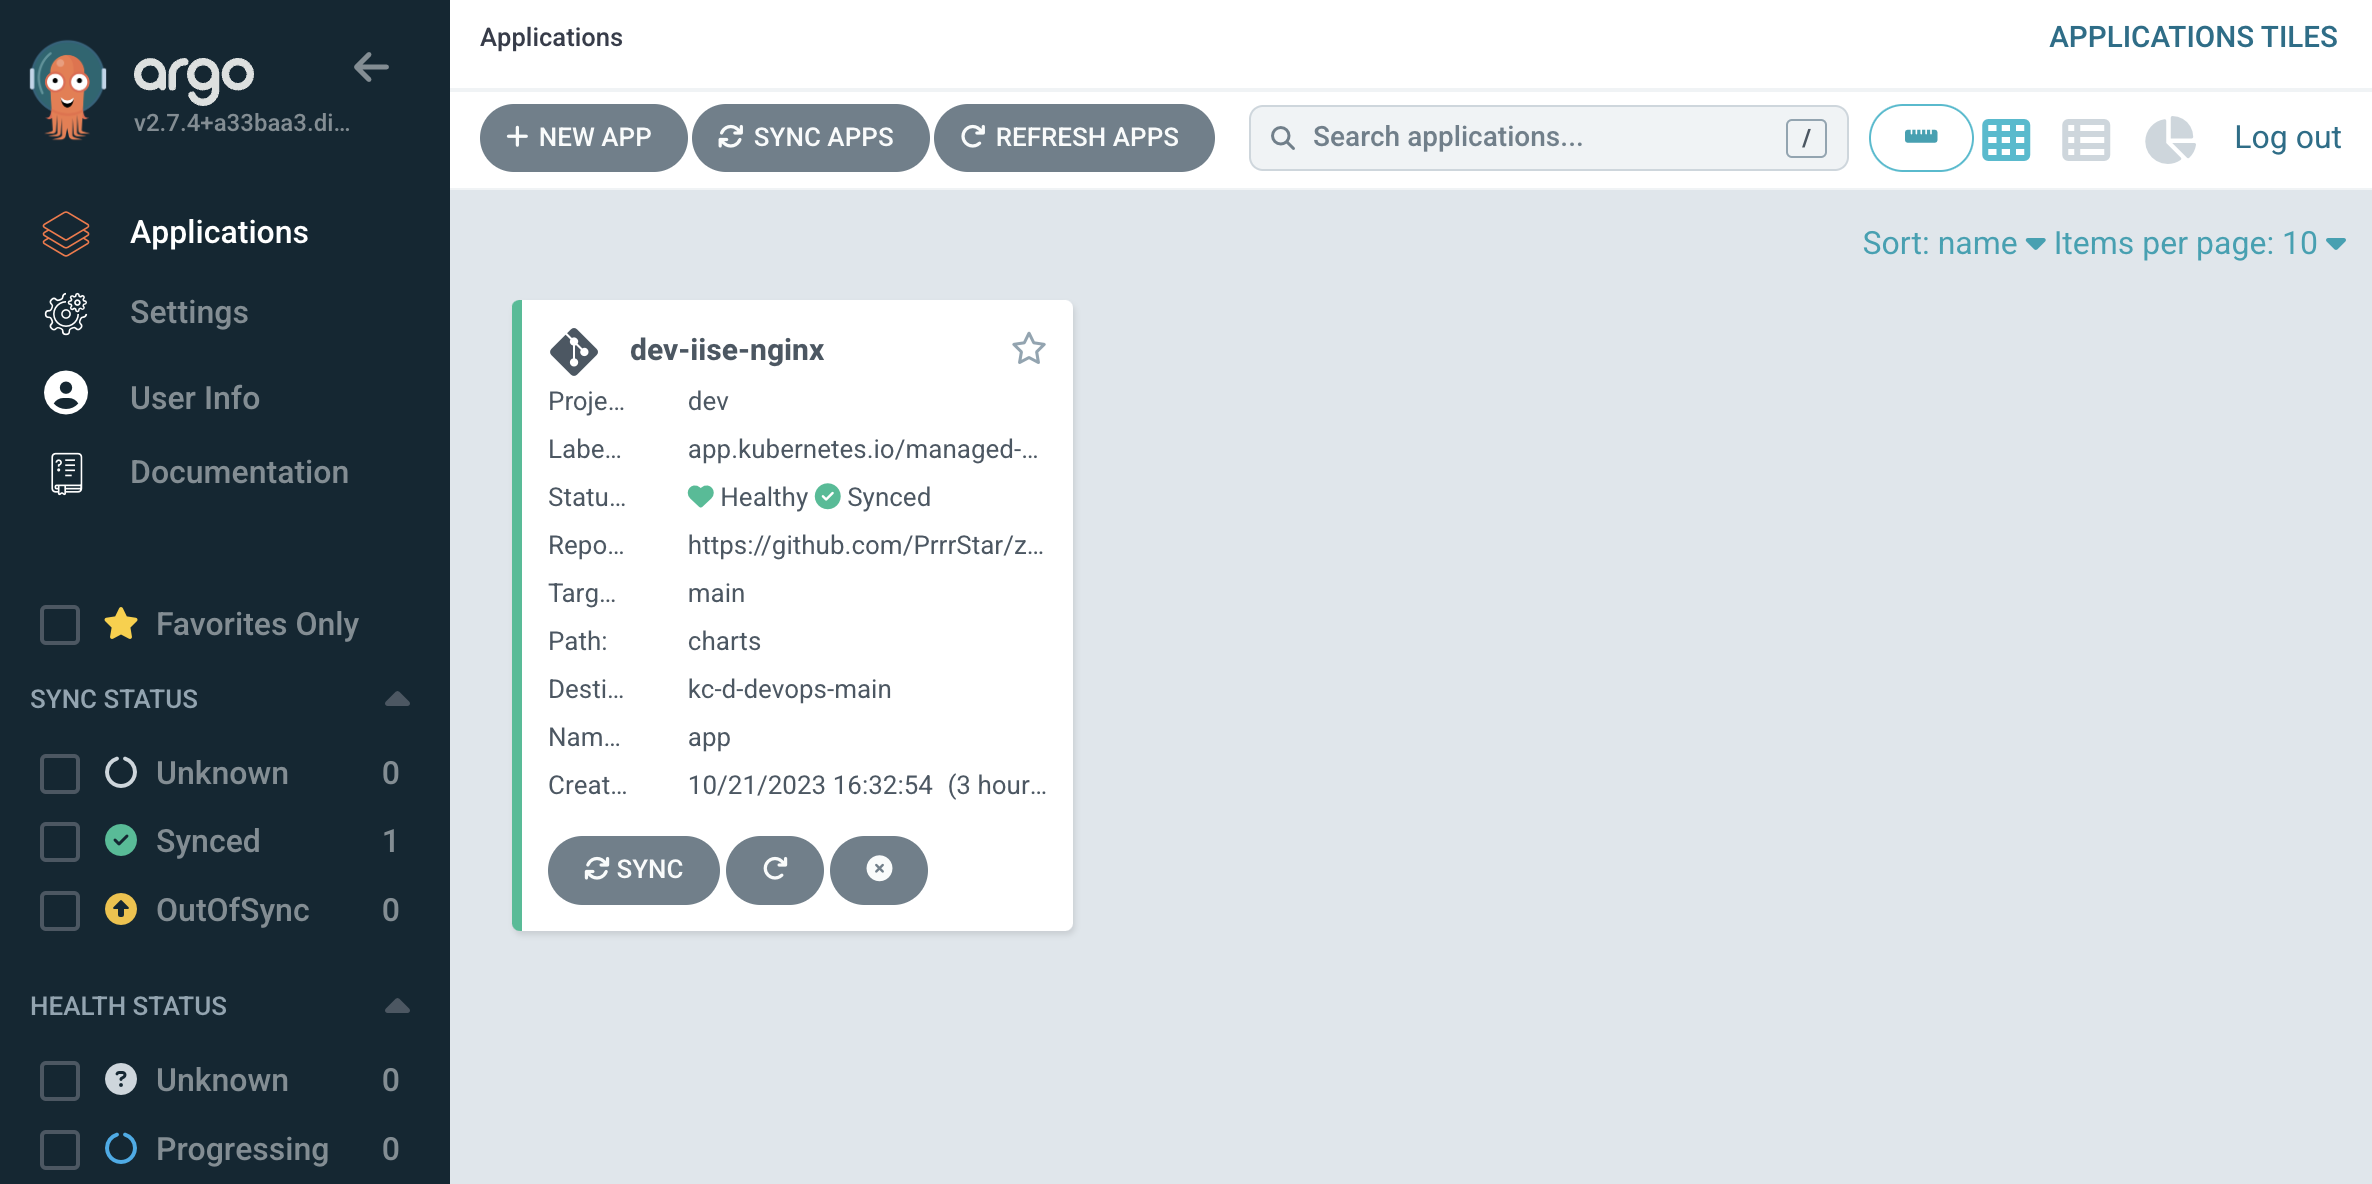 argo
v2.7.4+a33baa3.di...
Applications
Settings
User Info
Documentation
Favorites Only
SYNC STATUS
Unknown 0
Synced 1
OutOfSync 0
HEALTH STATUS
? Unknown 0
Progressing 0
Applications
APPLICATIONS TILES
+ NEW APP SYNC APPS REFRESH APPS Search applications... / Log out
Sort: name Items per page: 10
dev-iise-nginx
Proje... dev
Labe... app.kubernetes.io/managed-...
Statu... Healthy Synced
Repo... https://github.com/PrrrStar/z...
Targ... main
Path: charts
Desti... kc-d-devops-main
Nam... app
Creat... 10/21/2023 16:32:54 (3 hour...
SYNC